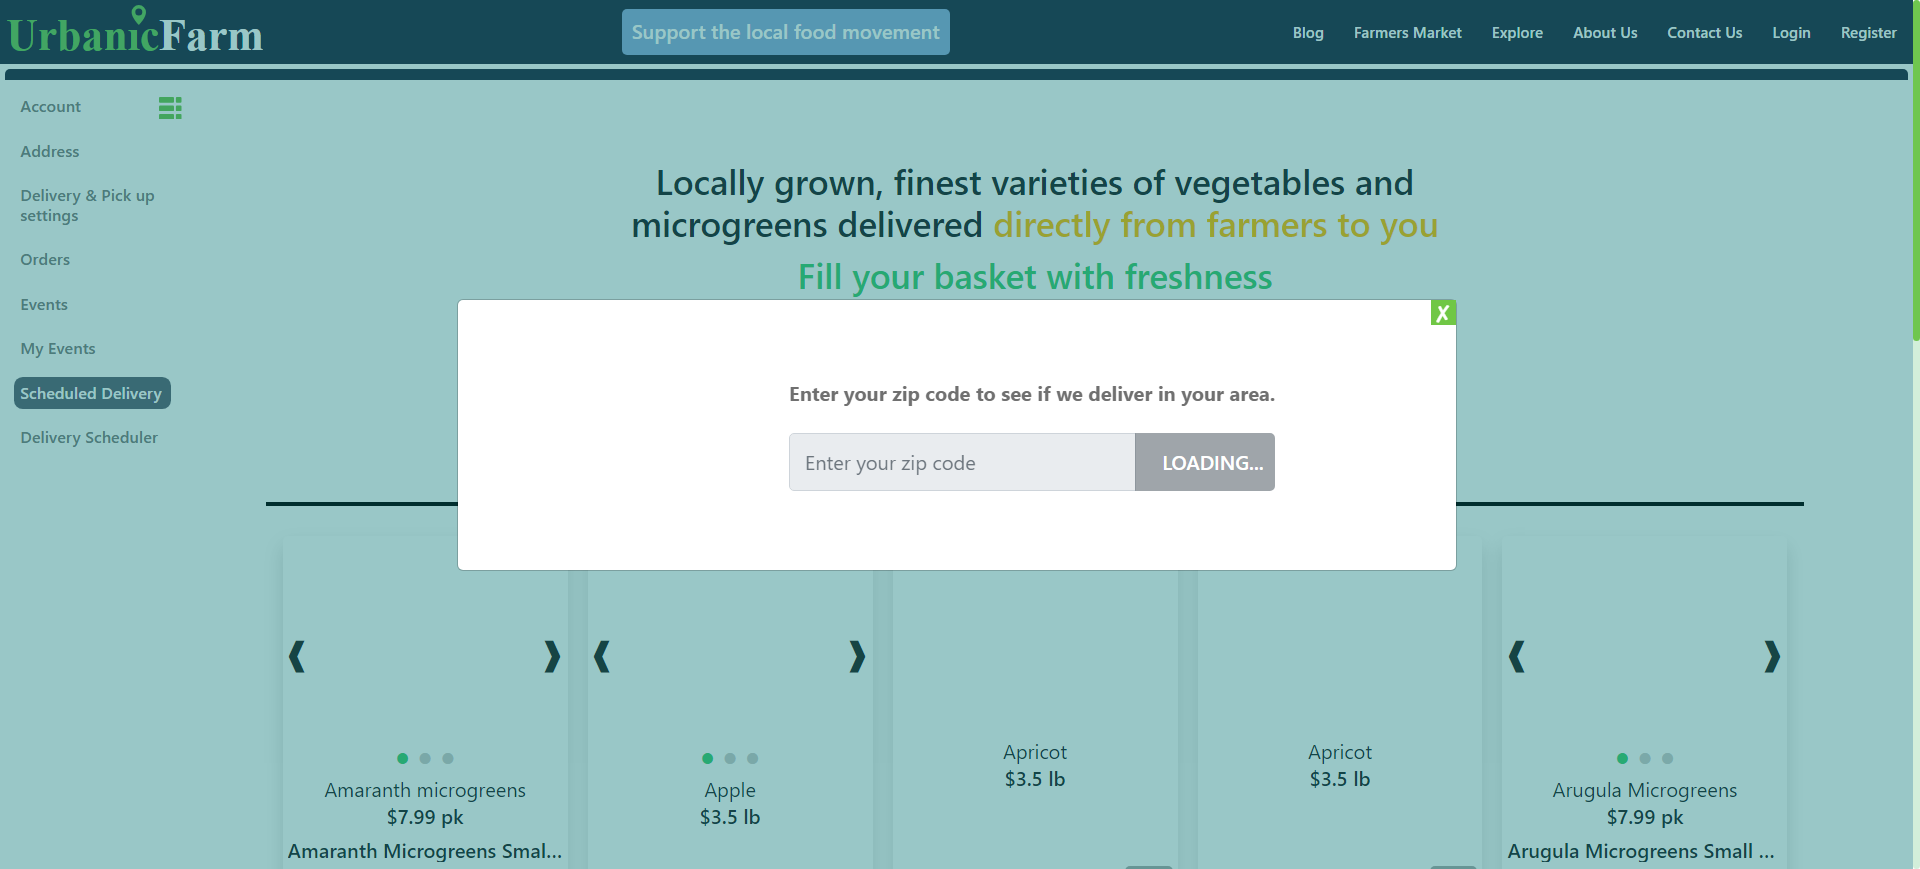 UrbanicFarm
Support the local food movement
Blog
Farmers Market
Explore
About Us
Contact Us
Login
Register
Account
Address
Delivery & Pick up
settings
Orders
Events
My Events
Scheduled Delivery
Delivery Scheduler
Locally grown, finest varieties of vegetables and
microgreens delivered directly from farmers to you
Fill your basket with freshness
X
Enter your zip code to see if we deliver in your area.
Enter your zip code
LOADING...
Amaranth microgreens
$7.99 pk
Amaranth Microgreens Smal...
Apple
$3.5 lb
Apricot
$3.5 lb
Apricot
$3.5 lb
Arugula Microgreens
$7.99 pk
Arugula Microgreens Small ...